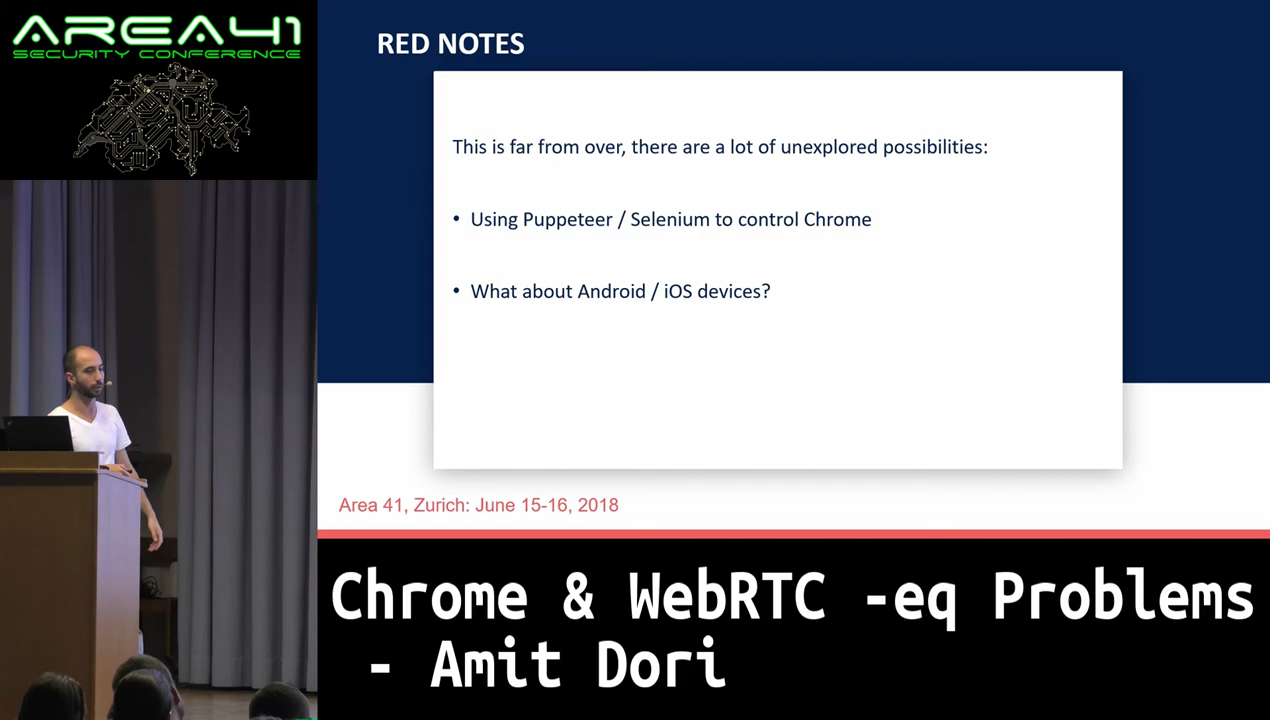 AREA41
SECURITY CONFERENCE
RED NOTES
This is far from over, there are a lot of unexplored possibilities:
• Using Puppeteer / Selenium to control Chrome
• What about Android / iOS devices?
Area 41, Zurich: June 15-16, 2018
Chrome & WebRTC -eq Problems
- Amit Dori